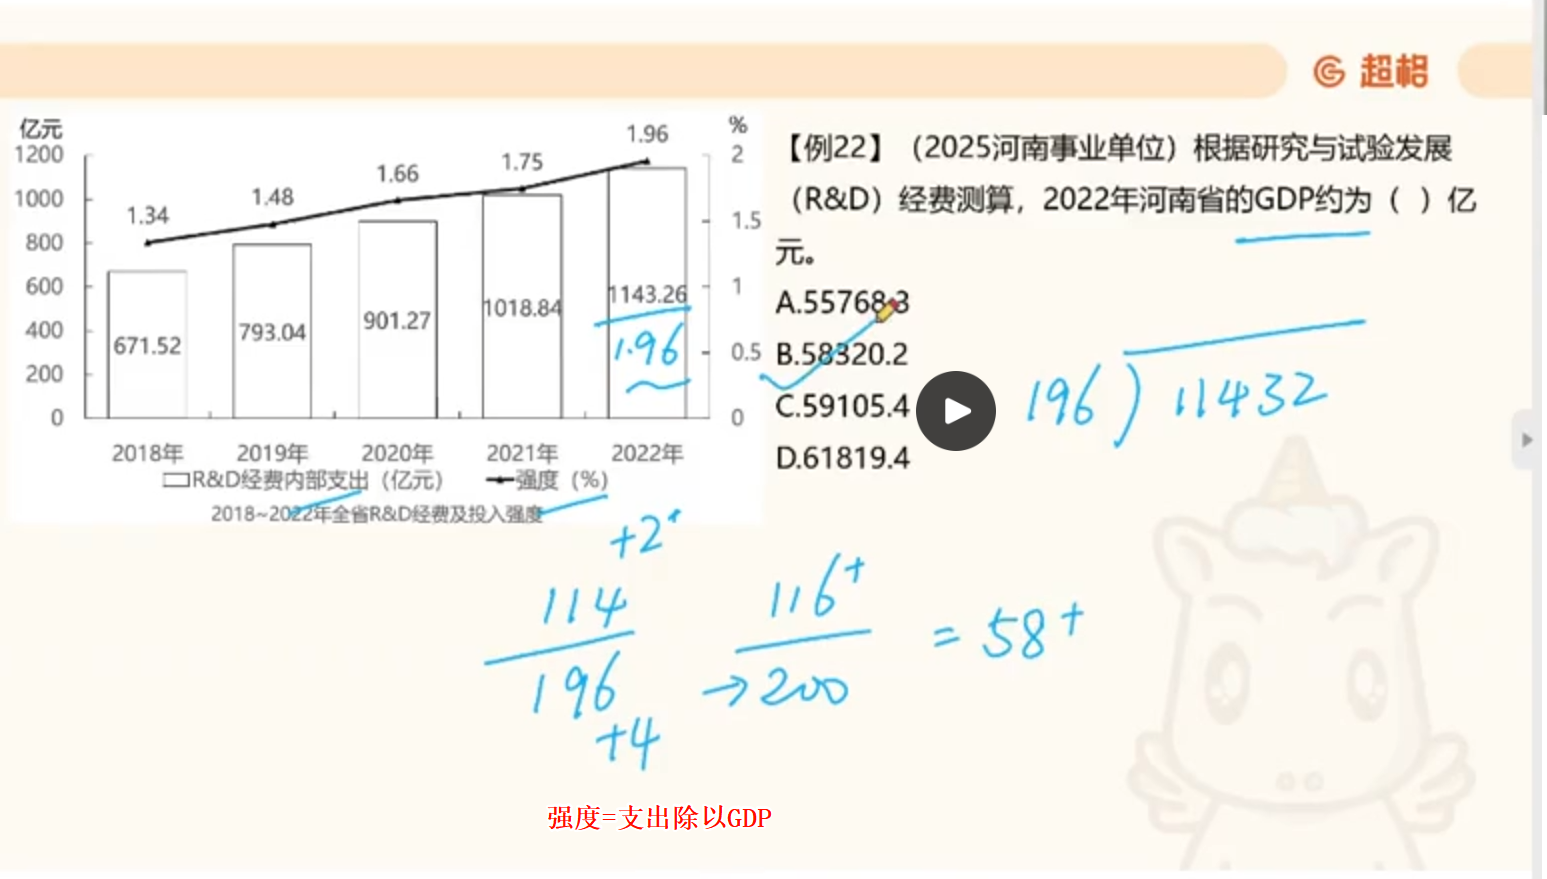 超格
亿元
%
1200
1000
800
600
400
200
0
2
1.5
1
0.5
0
1.34
1.48
1.66
1.75
1.96
671.52
793.04
901.27
1018.84
1143.26
1.96
2018年 2019年 2020年 2021年 2022年
R&D经费内部支出（亿元） 强度（%）
2018~2022年全省R&D经费及投入强度
【例22】（2025河南事业单位）根据研究与试验发展
（R&D）经费测算，2022年河南省的GDP约为（ ）亿
元。
A.55768.3
B.58320.2
C.59105.4
D.61819.4
196 ) 11432
+2⁺
114
196
+4
116⁺
→200
= 58⁺
强度=支出除以GDP